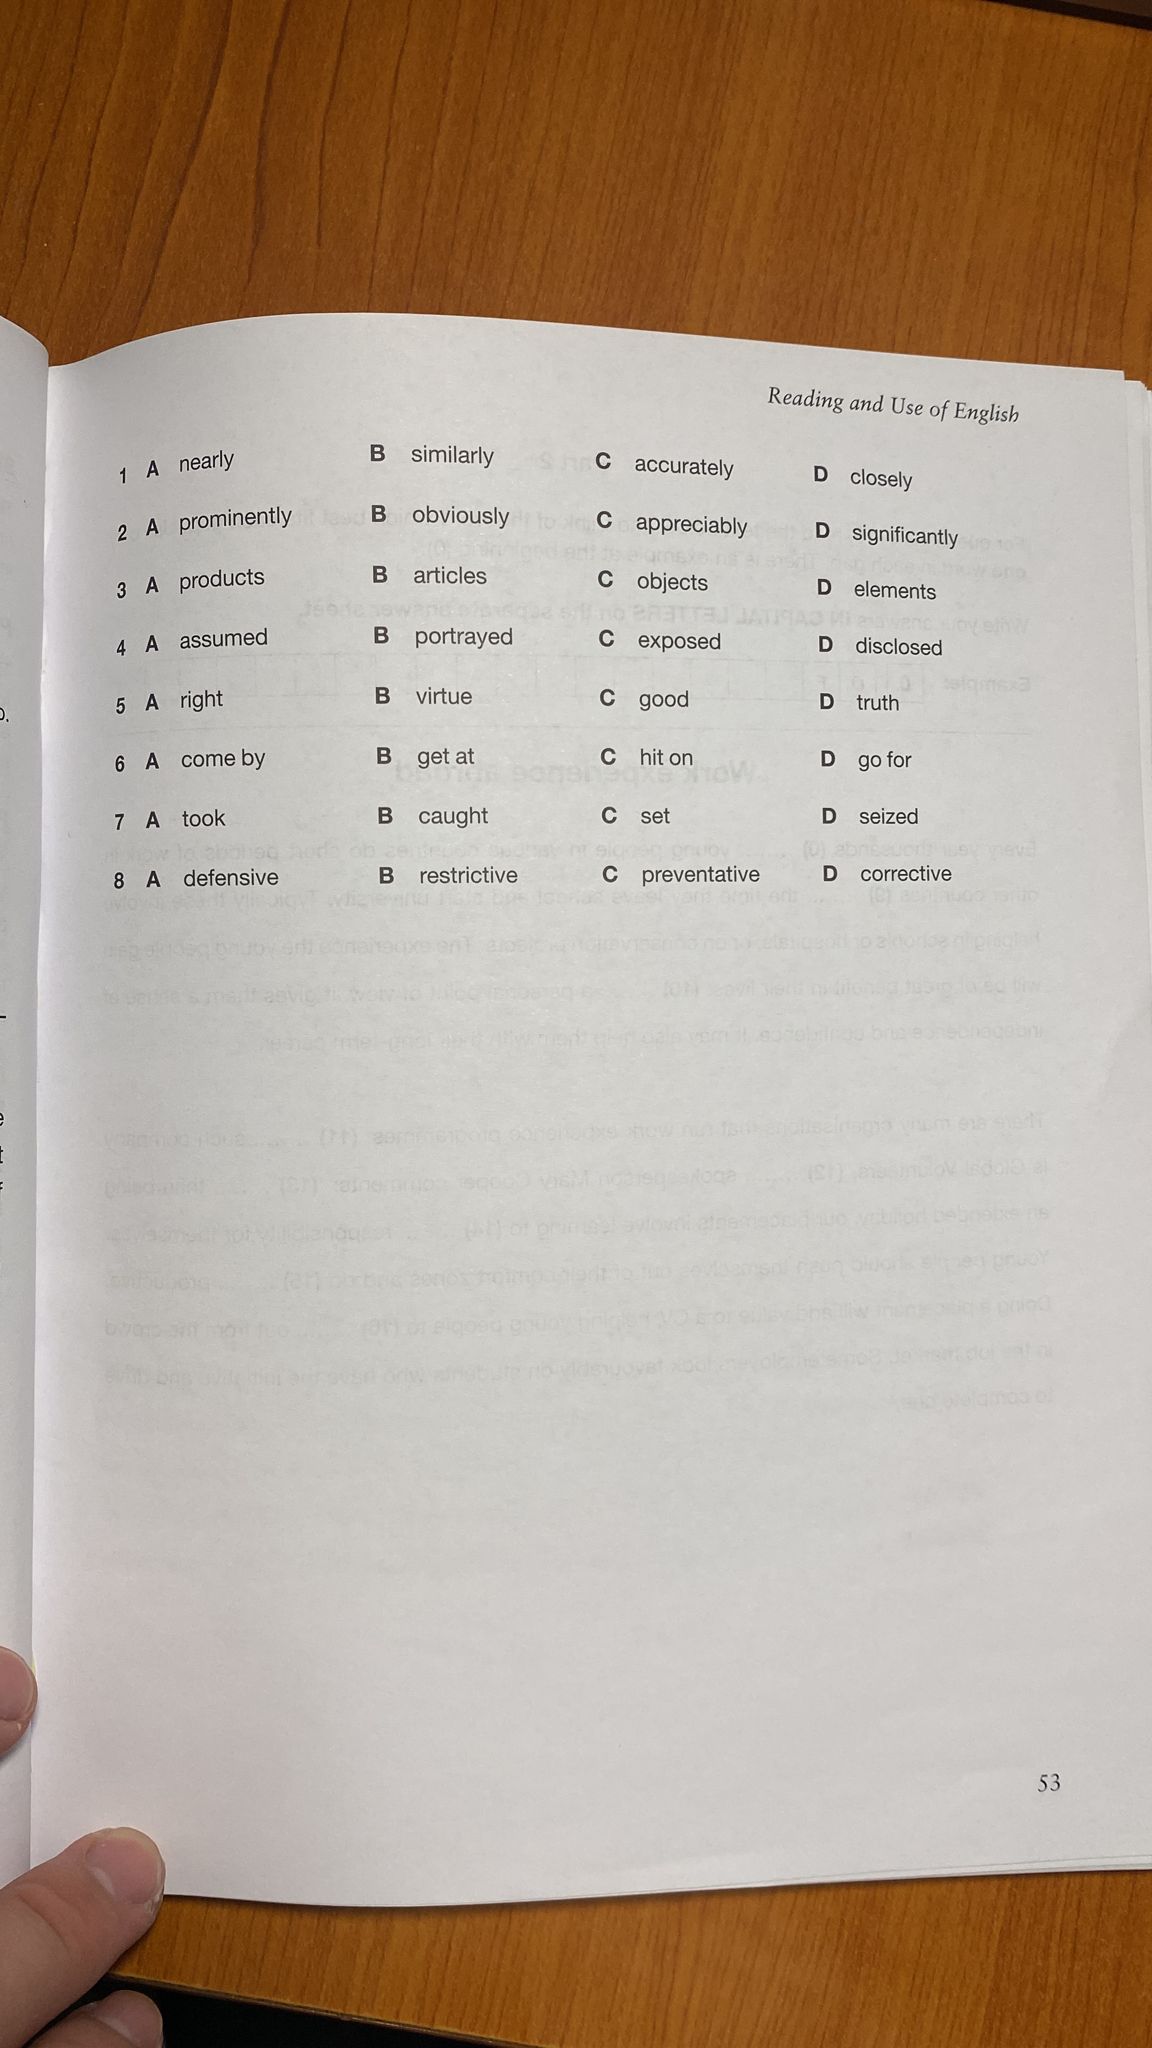 Reading and Use of English
1 A nearly B similarly C accurately D closely
2 A prominently B obviously C appreciably D significantly
3 A products B articles C objects D elements
4 A assumed B portrayed C exposed D disclosed
5 A right B virtue C good D truth
6 A come by B get at C hit on D go for
7 A took B caught C set D seized
8 A defensive B restrictive C preventative D corrective
53